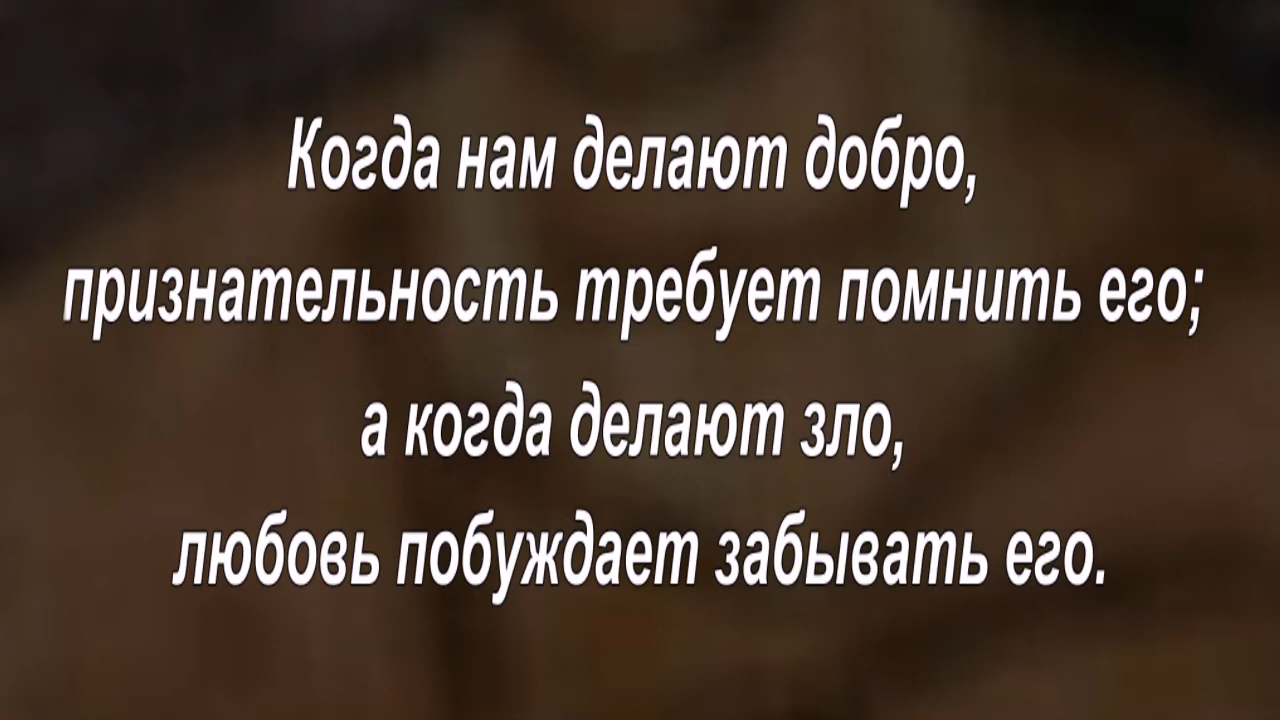 Когда нам делают добро,
признательность требует помнить его;
а когда делают зло,
любовь побуждает забывать его.